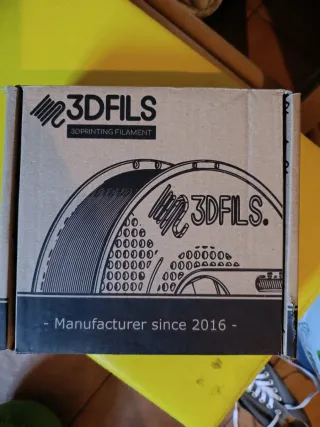 3DFILS
3DPRINTING FILAMENT
3DFILS.
- Manufacturer since 2016 -